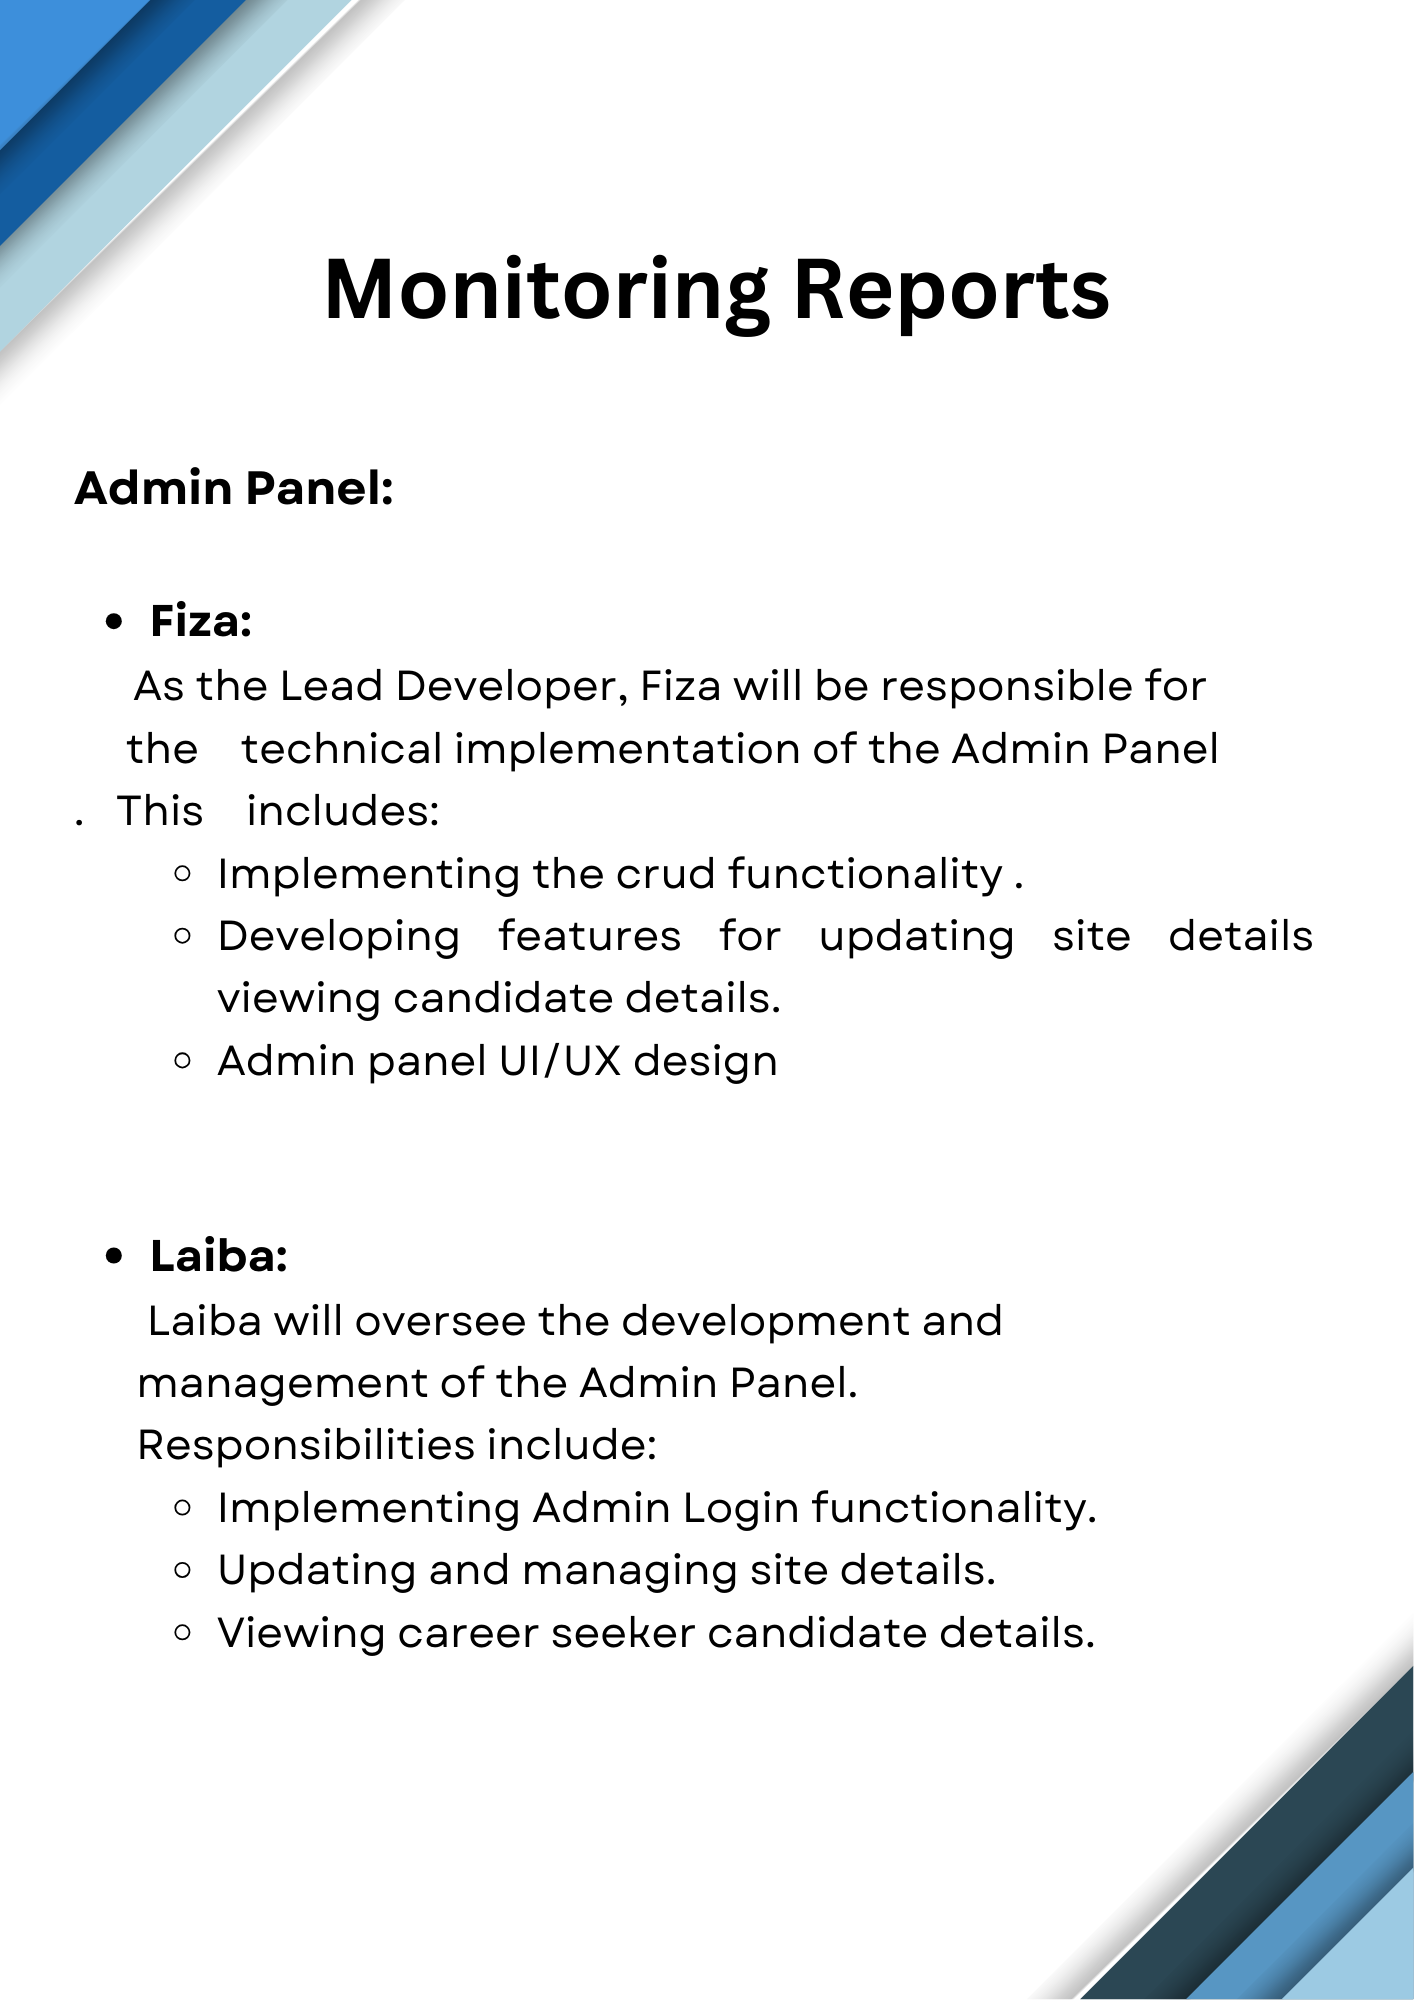 Monitoring Reports
Admin Panel:
• Fiza:
As the Lead Developer, Fiza will be responsible for
the technical implementation of the Admin Panel
. This includes:
◦ Implementing the crud functionality .
◦ Developing features for updating site details
viewing candidate details.
◦ Admin panel UI/UX design
• Laiba:
Laiba will oversee the development and
management of the Admin Panel.
Responsibilities include:
◦ Implementing Admin Login functionality.
◦ Updating and managing site details.
◦ Viewing career seeker candidate details.